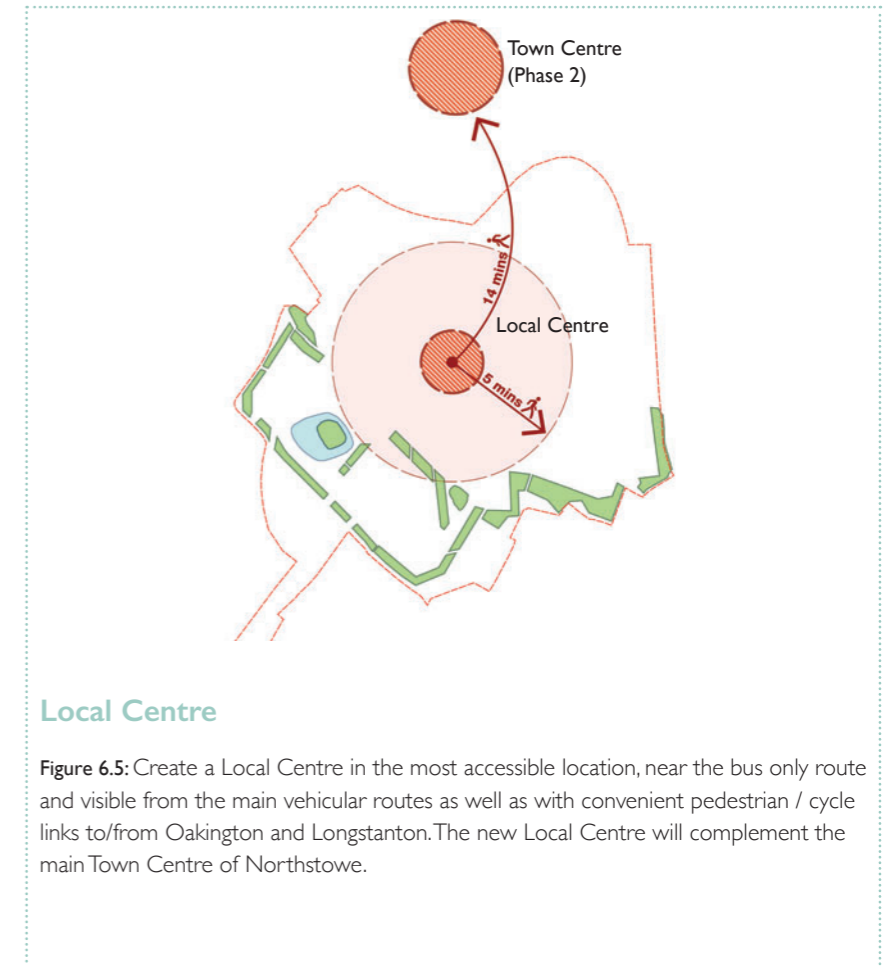 Town Centre
(Phase 2)
14 mins
Local Centre
5 mins
Local Centre
Figure 6.5: Create a Local Centre in the most accessible location, near the bus only route
and visible from the main vehicular routes as well as with convenient pedestrian / cycle
links to/from Oakington and Longstanton. The new Local Centre will complement the
main Town Centre of Northstowe.